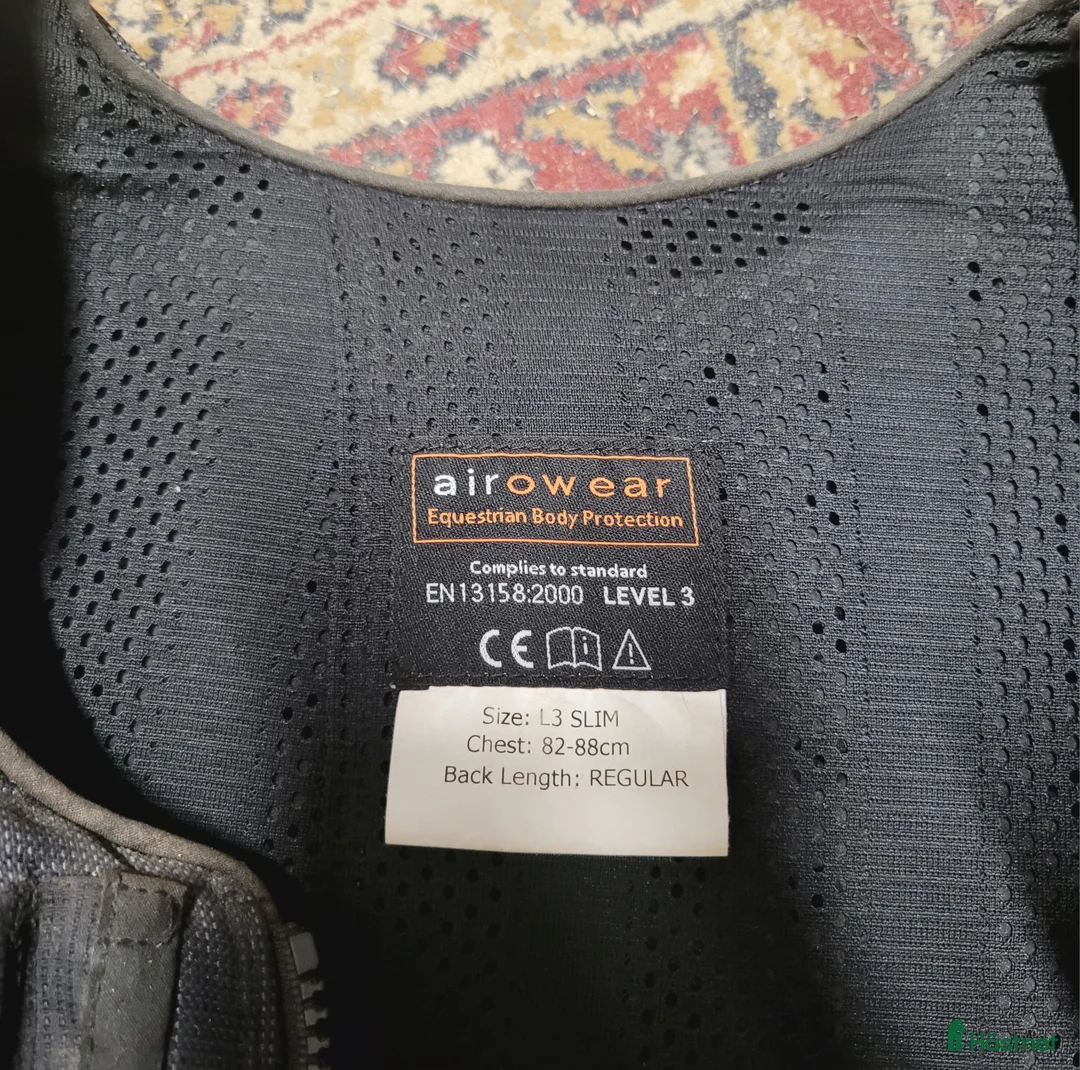 airowear
Equestrian Body Protection
Complies to standard
EN13158:2000 LEVEL 3
CE i
Size: L3 SLIM
Chest: 82-88cm
Back Length: REGULAR